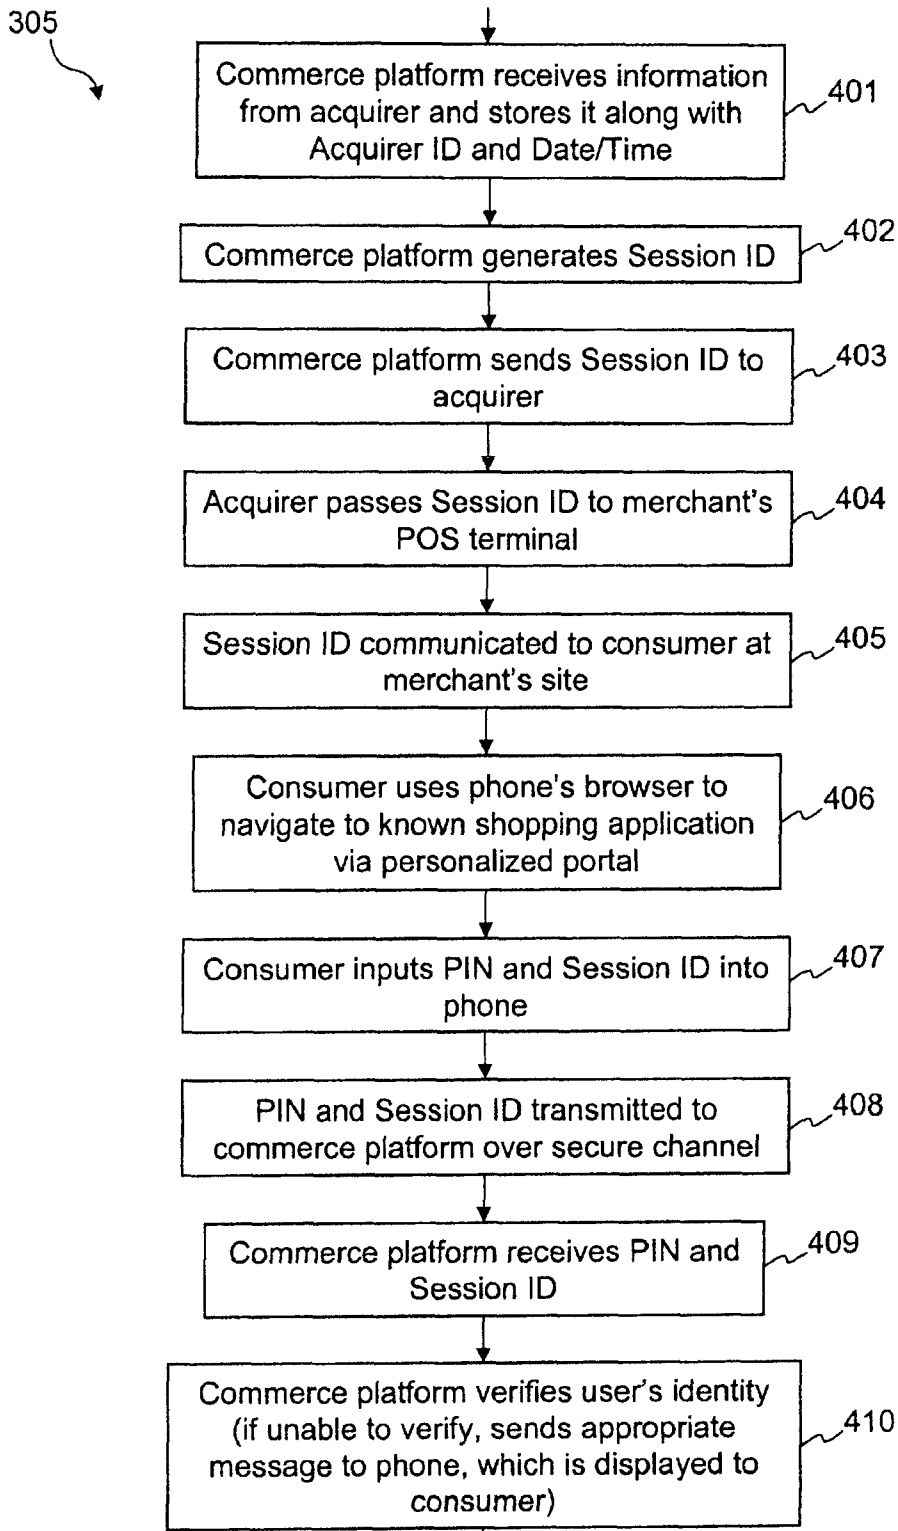 305
Commerce platform receives information
from acquirer and stores it along with
Acquirer ID and Date/Time
401
Commerce platform generates Session ID
402
Commerce platform sends Session ID to
acquirer
403
Acquirer passes Session ID to merchant's
POS terminal
404
Session ID communicated to consumer at
merchant's site
405
Consumer uses phone's browser to
navigate to known shopping application
via personalized portal
406
Consumer inputs PIN and Session ID into
phone
407
PIN and Session ID transmitted to
commerce platform over secure channel
408
Commerce platform receives PIN and
Session ID
409
Commerce platform verifies user's identity
(if unable to verify, sends appropriate
message to phone, which is displayed to
consumer)
410